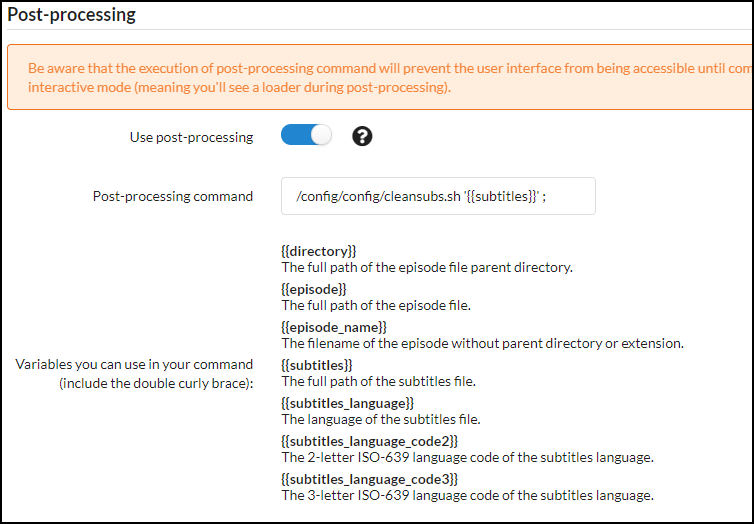 Post-processing
Be aware that the execution of post-processing command will prevent the user interface from being accessible until com
interactive mode (meaning you'll see a loader during post-processing).
Use post-processing
?
Post-processing command
/config/config/cleansubs.sh '{{subtitles}}' ;
{{directory}}
The full path of the episode file parent directory.
{{episode}}
The full path of the episode file.
{{episode_name}}
The filename of the episode without parent directory or extension.
Variables you can use in your command
(include the double curly brace):
{{subtitles}}
The full path of the subtitles file.
{{subtitles_language}}
The language of the subtitles file.
{{subtitles_language_code2}}
The 2-letter ISO-639 language code of the subtitles language.
{{subtitles_language_code3}}
The 3-letter ISO-639 language code of the subtitles language.